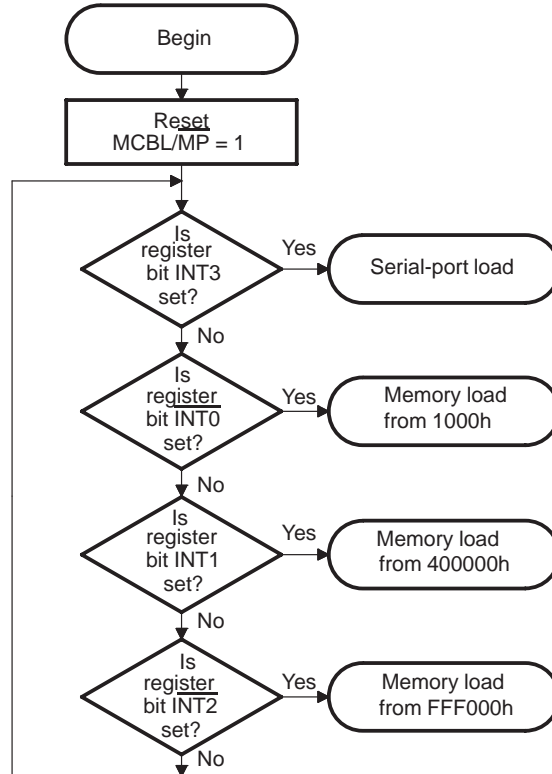 Begin
Reset
MCBL/MP = 1
Is
register
bit INT3
set?
Yes
Serial-port load
No
Is
register
bit INT0
set?
Yes
Memory load
from 1000h
No
Is
register
bit INT1
set?
Yes
Memory load
from 400000h
No
Is
register
bit INT2
set?
Yes
Memory load
from FFF000h
No